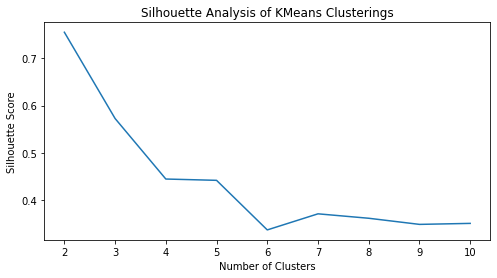 Silhouette Analysis of KMeans Clusterings
Silhouette Score
0.7
0.6
0.5
0.4
2 3 4 5 6 7 8 9 10
Number of Clusters